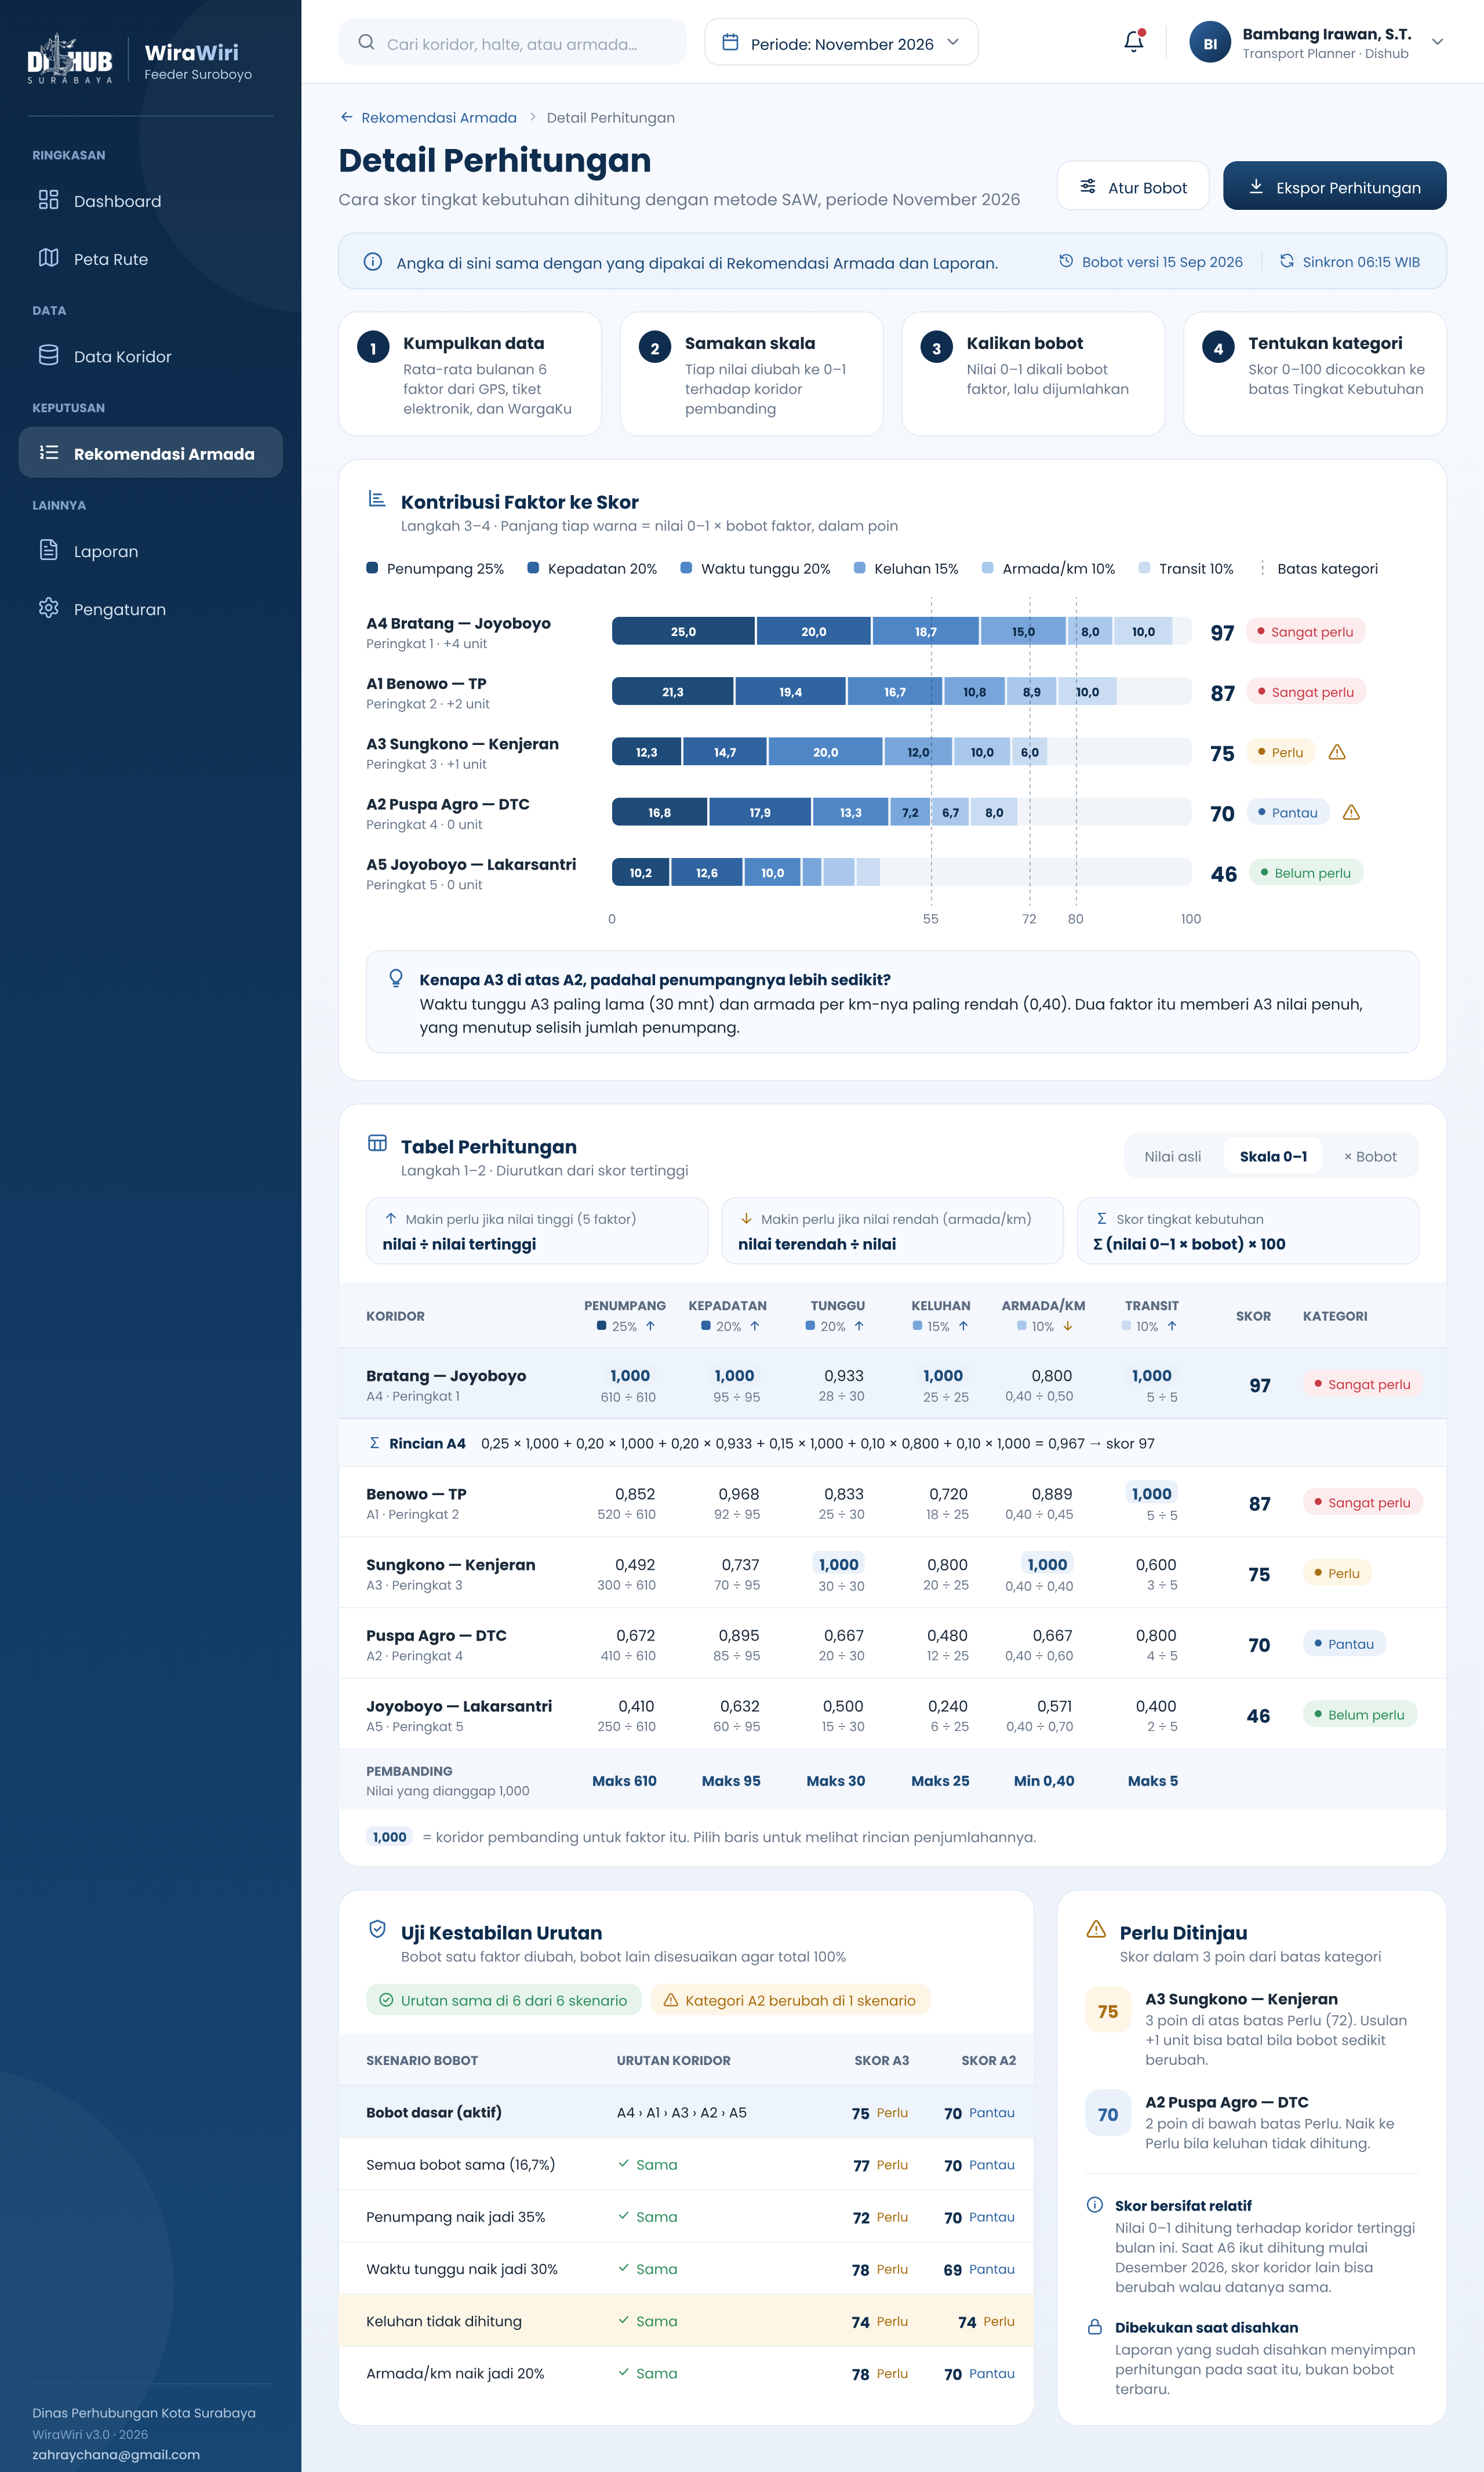 DISHUB
SURABAYA
WiraWiri
Feeder Suroboyo
RINGKASAN
Dashboard
Peta Rute
DATA
Data Koridor
KEPUTUSAN
Rekomendasi Armada
LAINNYA
Laporan
Pengaturan
Dinas Perhubungan Kota Surabaya
WiraWiri v3.0 · 2026
zahraychana@gmail.com
Cari koridor, halte, atau armada...
Periode: November 2026
BI
Bambang Irawan, S.T.
Transport Planner · Dishub
← Rekomendasi Armada > Detail Perhitungan
Detail Perhitungan
Cara skor tingkat kebutuhan dihitung dengan metode SAW, periode November 2026
Atur Bobot
Ekspor Perhitungan
Angka di sini sama dengan yang dipakai di Rekomendasi Armada dan Laporan.
Bobot versi 15 Sep 2026
Sinkron 06:15 WIB
1 Kumpulkan data
Rata-rata bulanan 6
faktor dari GPS, tiket
elektronik, dan WargaKu
2 Samakan skala
Tiap nilai diubah ke 0–1
terhadap koridor
pembanding
3 Kalikan bobot
Nilai 0–1 dikali bobot
faktor, lalu dijumlahkan
4 Tentukan kategori
Skor 0–100 dicocokkan ke
batas Tingkat Kebutuhan
Kontribusi Faktor ke Skor
Langkah 3–4 · Panjang tiap warna = nilai 0–1 × bobot faktor, dalam poin
Penumpang 25% Kepadatan 20% Waktu tunggu 20% Keluhan 15% Armada/km 10% Transit 10% Batas kategori
A4 Bratang — Joyoboyo
Peringkat 1 · +4 unit
25,0 20,0 18,7 15,0 8,0 10,0
97 Sangat perlu
A1 Benowo — TP
Peringkat 2 · +2 unit
21,3 19,4 16,7 10,8 8,9 10,0
87 Sangat perlu
A3 Sungkono — Kenjeran
Peringkat 3 · +1 unit
12,3 14,7 20,0 12,0 10,0 6,0
75 Perlu
A2 Puspa Agro — DTC
Peringkat 4 · 0 unit
16,8 17,9 13,3 7,2 6,7 8,0
70 Pantau
A5 Joyoboyo — Lakarsantri
Peringkat 5 · 0 unit
10,2 12,6 10,0
46 Belum perlu
0 55 72 80 100
Kenapa A3 di atas A2, padahal penumpangnya lebih sedikit?
Waktu tunggu A3 paling lama (30 mnt) dan armada per km-nya paling rendah (0,40). Dua faktor itu memberi A3 nilai penuh,
yang menutup selisih jumlah penumpang.
Tabel Perhitungan
Langkah 1–2 · Diurutkan dari skor tertinggi
Nilai asli Skala 0–1 × Bobot
↑ Makin perlu jika nilai tinggi (5 faktor)
nilai ÷ nilai tertinggi
↓ Makin perlu jika nilai rendah (armada/km)
nilai terendah ÷ nilai
Σ Skor tingkat kebutuhan
Σ (nilai 0–1 × bobot) × 100
KORIDOR PENUMPANG KEPADATAN TUNGGU KELUHAN ARMADA/KM TRANSIT SKOR KATEGORI
25% ↑ 20% ↑ 20% ↑ 15% ↑ 10% ↓ 10% ↑
Bratang — Joyoboyo 1,000 1,000 0,933 1,000 0,800 1,000 97 Sangat perlu
A4 · Peringkat 1 610 ÷ 610 95 ÷ 95 28 ÷ 30 25 ÷ 25 0,40 ÷ 0,50 5 ÷ 5
Σ Rincian A4 0,25 × 1,000 + 0,20 × 1,000 + 0,20 × 0,933 + 0,15 × 1,000 + 0,10 × 0,800 + 0,10 × 1,000 = 0,967 → skor 97
Benowo — TP 0,852 0,968 0,833 0,720 0,889 1,000 87 Sangat perlu
A1 · Peringkat 2 520 ÷ 610 92 ÷ 95 25 ÷ 30 18 ÷ 25 0,40 ÷ 0,45 5 ÷ 5
Sungkono — Kenjeran 0,492 0,737 1,000 0,800 1,000 0,600 75 Perlu
A3 · Peringkat 3 300 ÷ 610 70 ÷ 95 30 ÷ 30 20 ÷ 25 0,40 ÷ 0,40 3 ÷ 5
Puspa Agro — DTC 0,672 0,895 0,667 0,480 0,667 0,800 70 Pantau
A2 · Peringkat 4 410 ÷ 610 85 ÷ 95 20 ÷ 30 12 ÷ 25 0,40 ÷ 0,60 4 ÷ 5
Joyoboyo — Lakarsantri 0,410 0,632 0,500 0,240 0,571 0,400 46 Belum perlu
A5 · Peringkat 5 250 ÷ 610 60 ÷ 95 15 ÷ 30 6 ÷ 25 0,40 ÷ 0,70 2 ÷ 5
PEMBANDING Maks 610 Maks 95 Maks 30 Maks 25 Min 0,40 Maks 5
Nilai yang dianggap 1,000
1,000 = koridor pembanding untuk faktor itu. Pilih baris untuk melihat rincian penjumlahannya.
Uji Kestabilan Urutan
Bobot satu faktor diubah, bobot lain disesuaikan agar total 100%
Urutan sama di 6 dari 6 skenario
Kategori A2 berubah di 1 skenario
SKENARIO BOBOT URUTAN KORIDOR SKOR A3 SKOR A2
Bobot dasar (aktif) A4 › A1 › A3 › A2 › A5 75 Perlu 70 Pantau
Semua bobot sama (16,7%) ✓ Sama 77 Perlu 70 Pantau
Penumpang naik jadi 35% ✓ Sama 72 Perlu 70 Pantau
Waktu tunggu naik jadi 30% ✓ Sama 78 Perlu 69 Pantau
Keluhan tidak dihitung ✓ Sama 74 Perlu 74 Perlu
Armada/km naik jadi 20% ✓ Sama 78 Perlu 70 Pantau
Perlu Ditinjau
Skor dalam 3 poin dari batas kategori
75 A3 Sungkono — Kenjeran
3 poin di atas batas Perlu (72). Usulan
+1 unit bisa batal bila bobot sedikit
berubah.
70 A2 Puspa Agro — DTC
2 poin di bawah batas Perlu. Naik ke
Perlu bila keluhan tidak dihitung.
Skor bersifat relatif
Nilai 0–1 dihitung terhadap koridor tertinggi
bulan ini. Saat A6 ikut dihitung mulai
Desember 2026, skor koridor lain bisa
berubah walau datanya sama.
Dibekukan saat disahkan
Laporan yang sudah disahkan menyimpan
perhitungan pada saat itu, bukan bobot
terbaru.